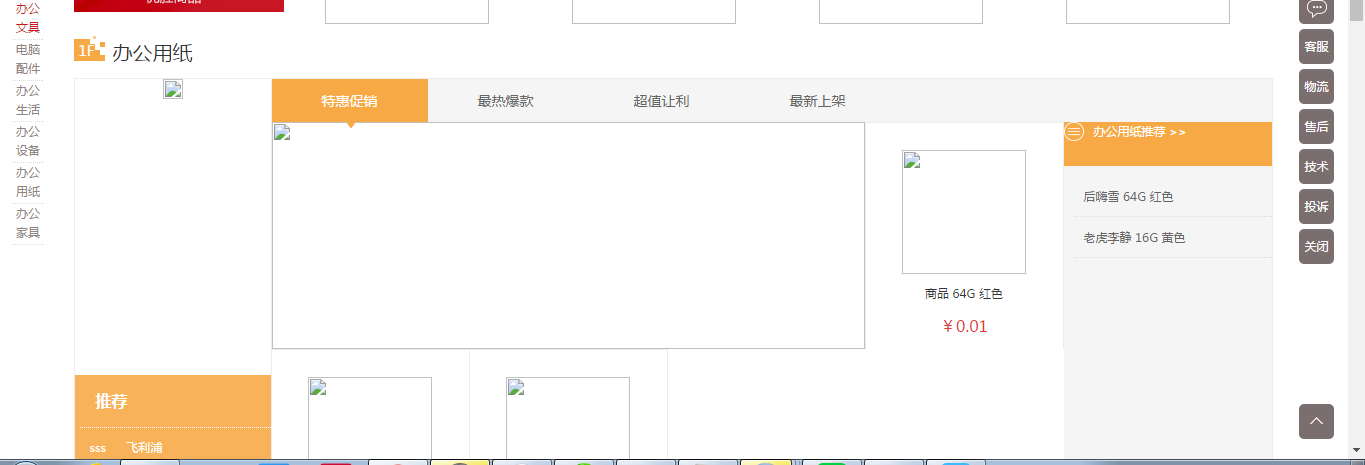 办公
文具
电脑
配件
办公
生活
办公
设备
办公
用纸
办公
家具
1F 办公用纸
特惠促销 最热爆款 超值让利 最新上架
商品 64G 红色
¥ 0.01
办公用纸推荐 >>
后嗨雪 64G 红色
老虎李静 16G 黄色
推荐
sss 飞利浦
客服
物流
售后
技术
投诉
关闭